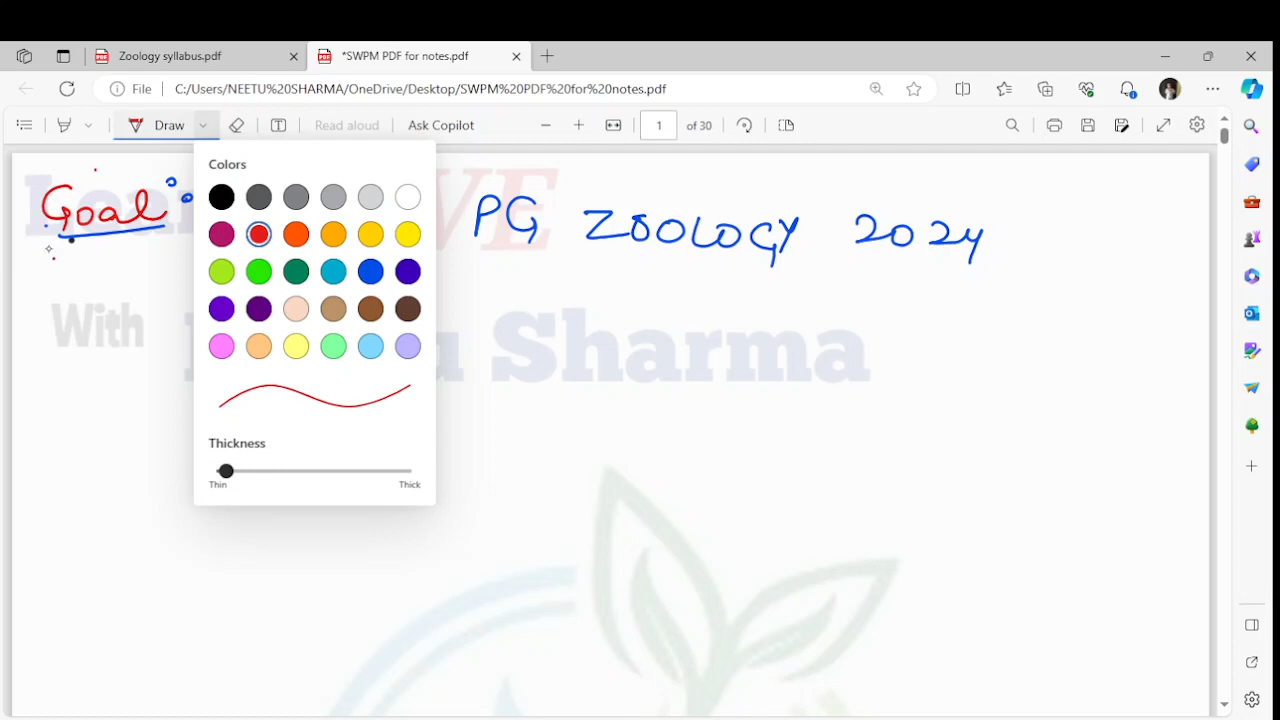 Zoology syllabus.pdf
*SWPM PDF for notes.pdf
File C:/Users/NEETU%20SHARMA/OneDrive/Desktop/SWPM%20PDF%20for%20notes.pdf
Draw Read aloud Ask Copilot 1 of 30
Colors
Goal PG ZOOLOGY 2024
With Sharma
Thickness
Thin Thick